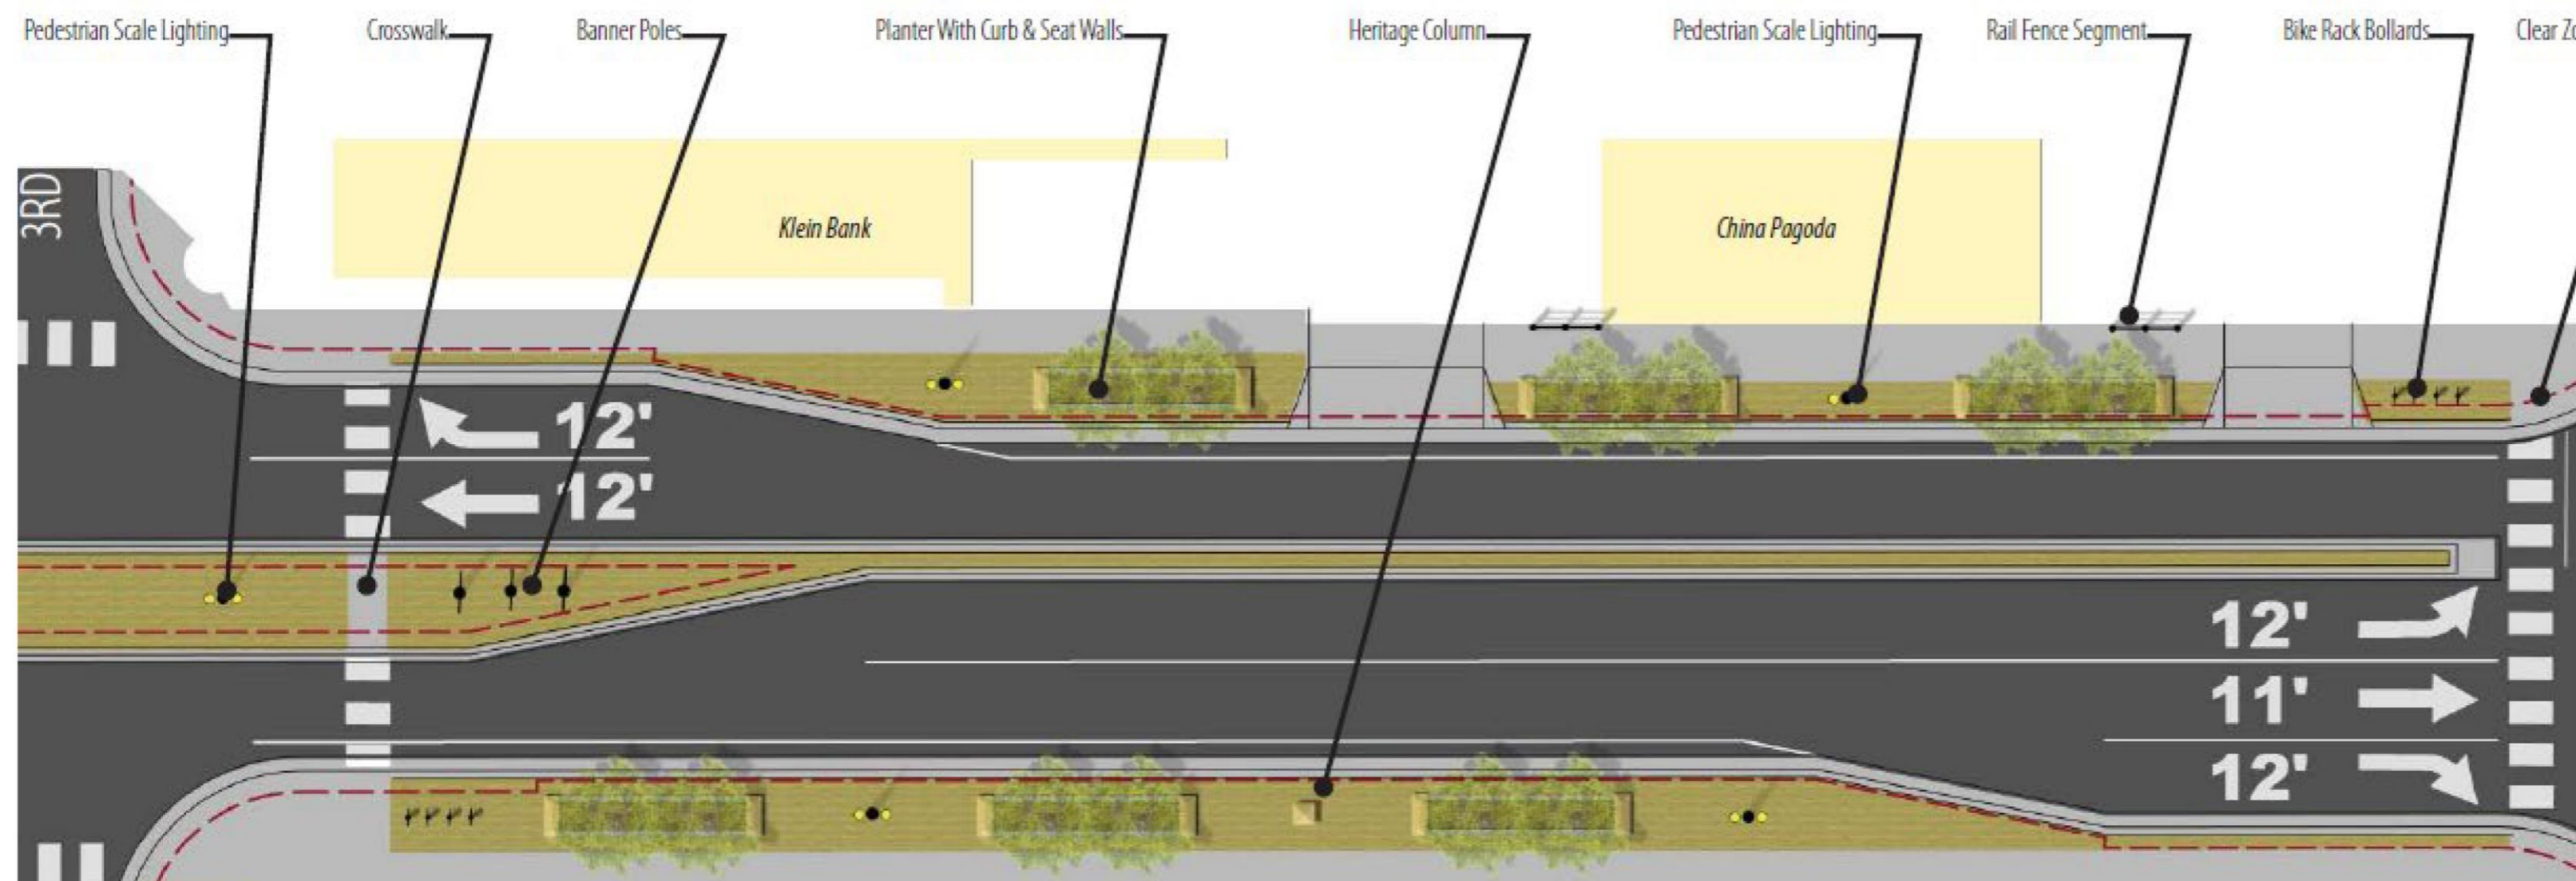 Pedestrian Scale Lighting
Crosswalk
Banner Poles
Planter With Curb & Seat Walls
Heritage Column
Pedestrian Scale Lighting
Rail Fence Segment
Bike Rack Bollards
Clear
3RD
Klein Bank
China Pagoda
12'
12'
12'
11'
12'